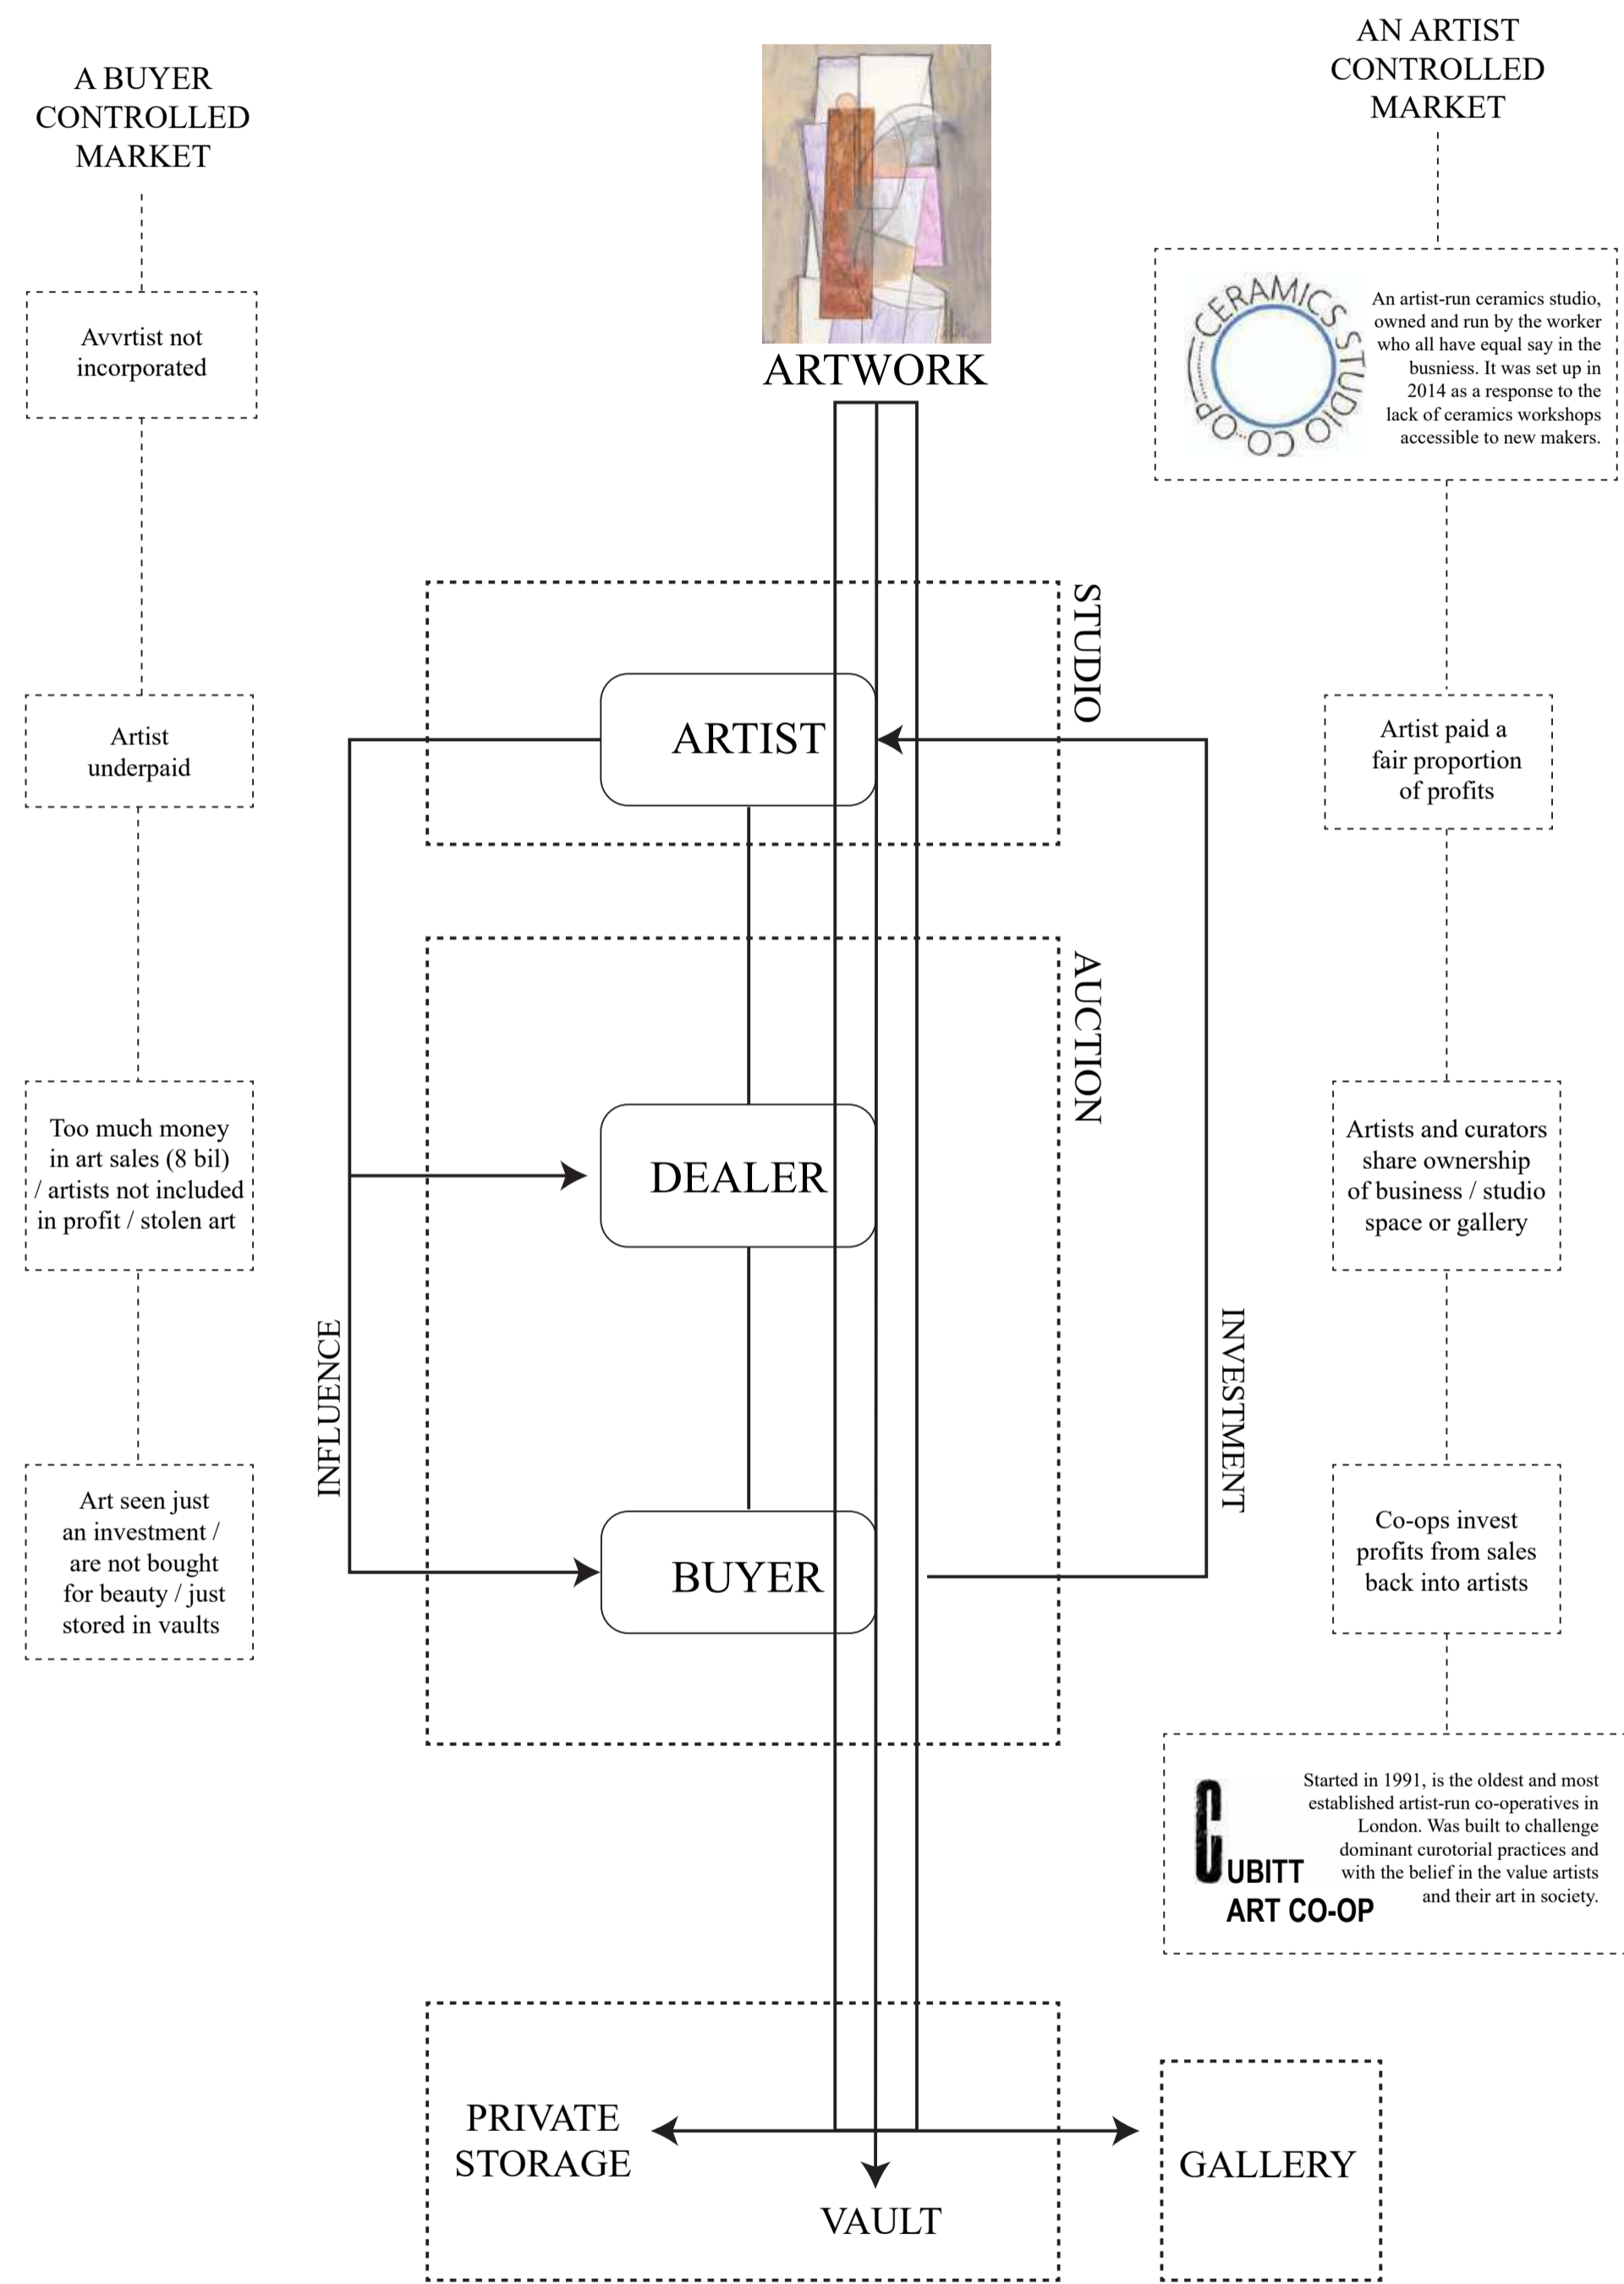 A BUYER
CONTROLLED
MARKET
Avvrtist not
incorporated
Artist
underpaid
Too much money
in art sales (8 bil)
/ artists not included
in profit / stolen art
Art seen just
an investment /
are not bought
for beauty / just
stored in vaults
ARTWORK
STUDIO
ARTIST
AUCTION
DEALER
INFLUENCE
INVESTMENT
BUYER
PRIVATE
STORAGE
VAULT
GALLERY
AN ARTIST
CONTROLLED
MARKET
CERAMICS STUDIO CO-OP
An artist-run ceramics studio,
owned and run by the worker
who all have equal say in the
busniess. It was set up in
2014 as a response to the
lack of ceramics workshops
accessible to new makers.
Artist paid a
fair proportion
of profits
Artists and curators
share ownership
of business / studio
space or gallery
Co-ops invest
profits from sales
back into artists
CUBITT
ART CO-OP
Started in 1991, is the oldest and most
established artist-run co-operatives in
London. Was built to challenge
dominant curotorial practices and
with the belief in the value artists
and their art in society.